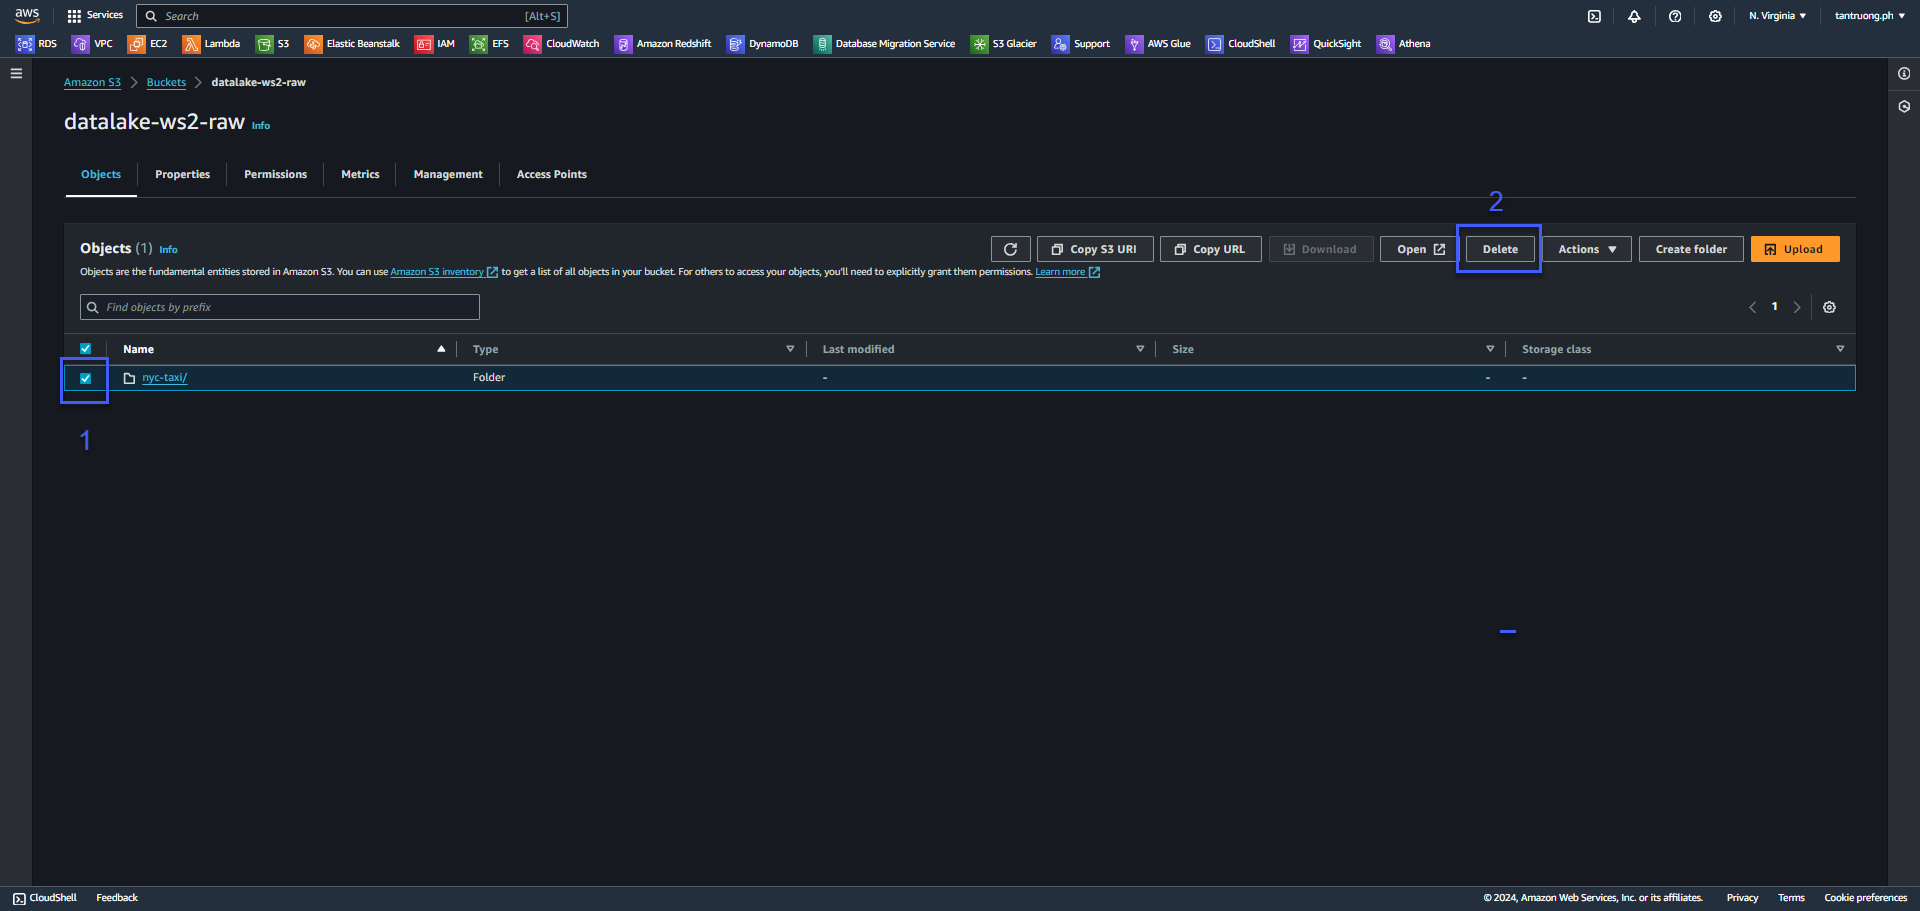 aws Services Search [Alt+S] N. Virginia tantruong.ph
RDS VPC EC2 Lambda S3 Elastic Beanstalk IAM EFS CloudWatch Amazon Redshift DynamoDB Database Migration Service S3 Glacier Support AWS Glue CloudShell QuickSight Athena
Amazon S3 Buckets datalake-ws2-raw
datalake-ws2-raw Info
Objects Properties Permissions Metrics Management Access Points
2
Objects (1) Info Copy S3 URI Copy URL Download Open Delete Actions Create folder Upload
Objects are the fundamental entities stored in Amazon S3. You can use Amazon S3 inventory to get a list of all objects in your bucket. For others to access your objects, you'll need to explicitly grant them permissions. Learn more
Find objects by prefix 1
Name Type Last modified Size Storage class
nyc-taxi/ Folder - - -
1
CloudShell Feedback © 2024, Amazon Web Services, Inc. or its affiliates. Privacy Terms Cookie preferences